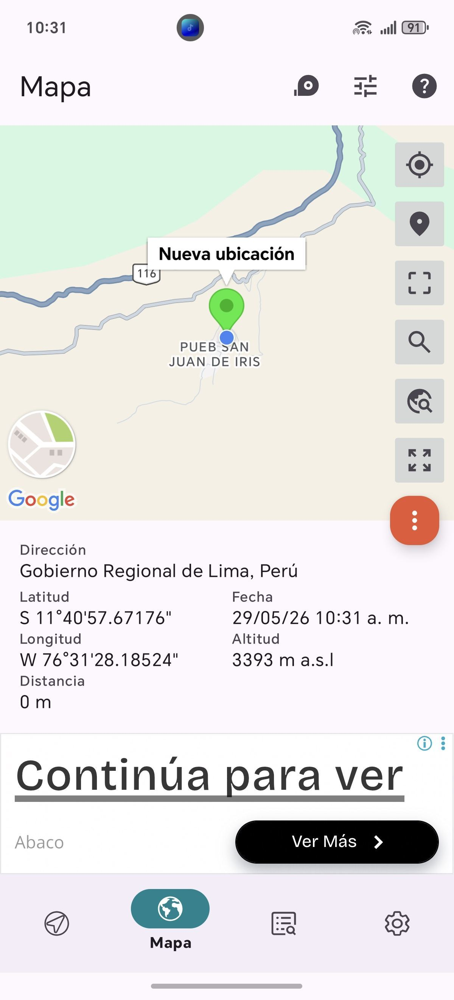 10:31
91
Mapa
Nueva ubicación
116
PUEB SAN
JUAN DE IRIS
Google
Dirección
Gobierno Regional de Lima, Perú
Latitud
S 11°40'57.67176"
Fecha
29/05/26 10:31 a. m.
Longitud
W 76°31'28.18524"
Altitud
3393 m a.s.l
Distancia
0 m
Continúa para ver
Abaco
Ver Más
Mapa